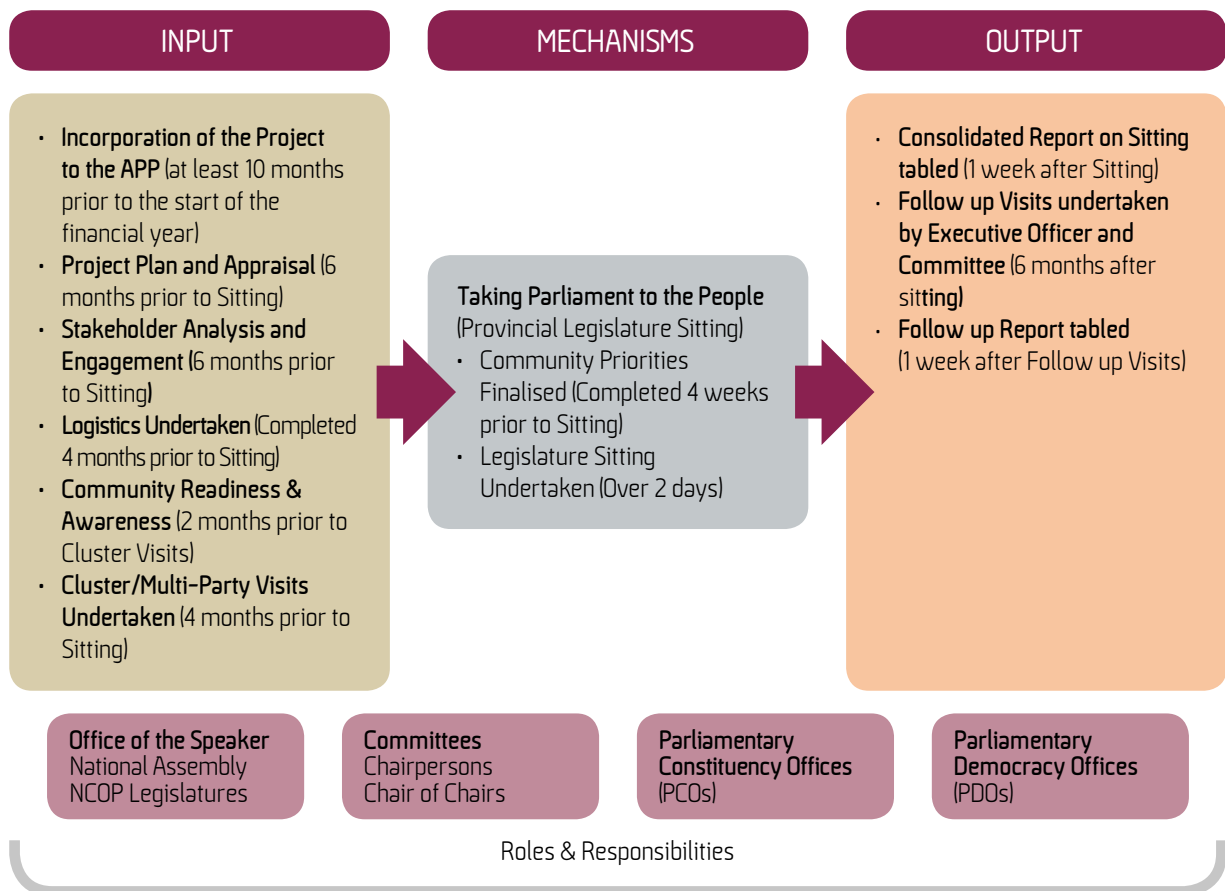 INPUT
MECHANISMS
OUTPUT
• Incorporation of the Project
to the APP (at least 10 months
prior to the start of the
financial year)
• Project Plan and Appraisal (6
months prior to Sitting)
• Stakeholder Analysis and
Engagement (6 months prior
to Sitting)
• Logistics Undertaken (Completed
4 months prior to Sitting)
• Community Readiness &
Awareness (2 months prior to
Cluster Visits)
• Cluster/Multi-Party Visits
Undertaken (4 months prior to
Sitting)
Taking Parliament to the People
(Provincial Legislature Sitting)
• Community Priorities
Finalised (Completed 4 weeks
prior to Sitting)
• Legislature Sitting
Undertaken (Over 2 days)
• Consolidated Report on Sitting
tabled (1 week after Sitting)
• Follow up Visits undertaken
by Executive Officer and
Committee (6 months after
sitting)
• Follow up Report tabled
(1 week after Follow up Visits)
Office of the Speaker
National Assembly
NCOP Legislatures
Committees
Chairpersons
Chair of Chairs
Parliamentary
Constituency Offices
(PCOs)
Parliamentary
Democracy Offices
(PDOs)
Roles & Responsibilities